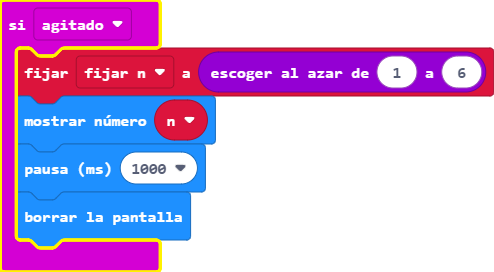 si agitado
fijar fijar n a escoger al azar de 1 a 6
mostrar número n
pausa (ms) 1000
borrar la pantalla